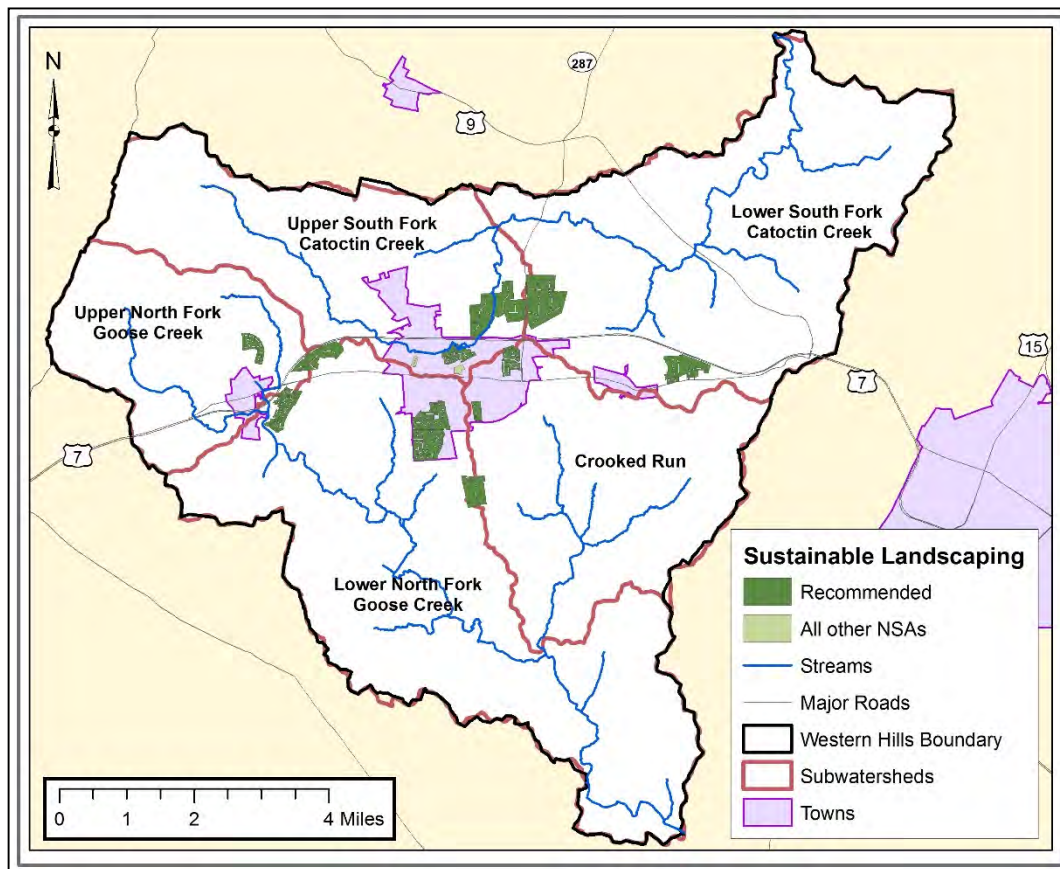 N
287
9
Lower South Fork
Catoctin Creek
Upper South Fork
Catoctin Creek
Upper North Fork
Goose Creek
15
7
7
Crooked Run
Lower North Fork
Goose Creek
Sustainable Landscaping
Recommended
All other NSAs
Streams
Major Roads
Western Hills Boundary
Subwatersheds
Towns
0 1 2 4 Miles